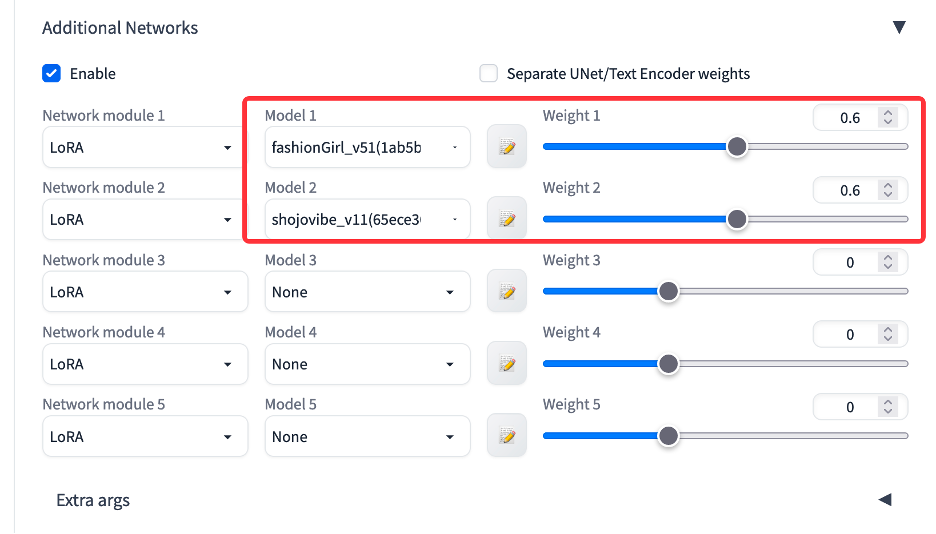 Additional Networks ▼
Enable Separate UNet/Text Encoder weights
Network module 1 Model 1 Weight 1 0.6
LoRA fashionGirl_v51(1ab5b
Network module 2 Model 2 Weight 2 0.6
LoRA shojovibe_v11(65ece3
Network module 3 Model 3 Weight 3 0
LoRA None
Network module 4 Model 4 Weight 4 0
LoRA None
Network module 5 Model 5 Weight 5 0
LoRA None
Extra args ◀